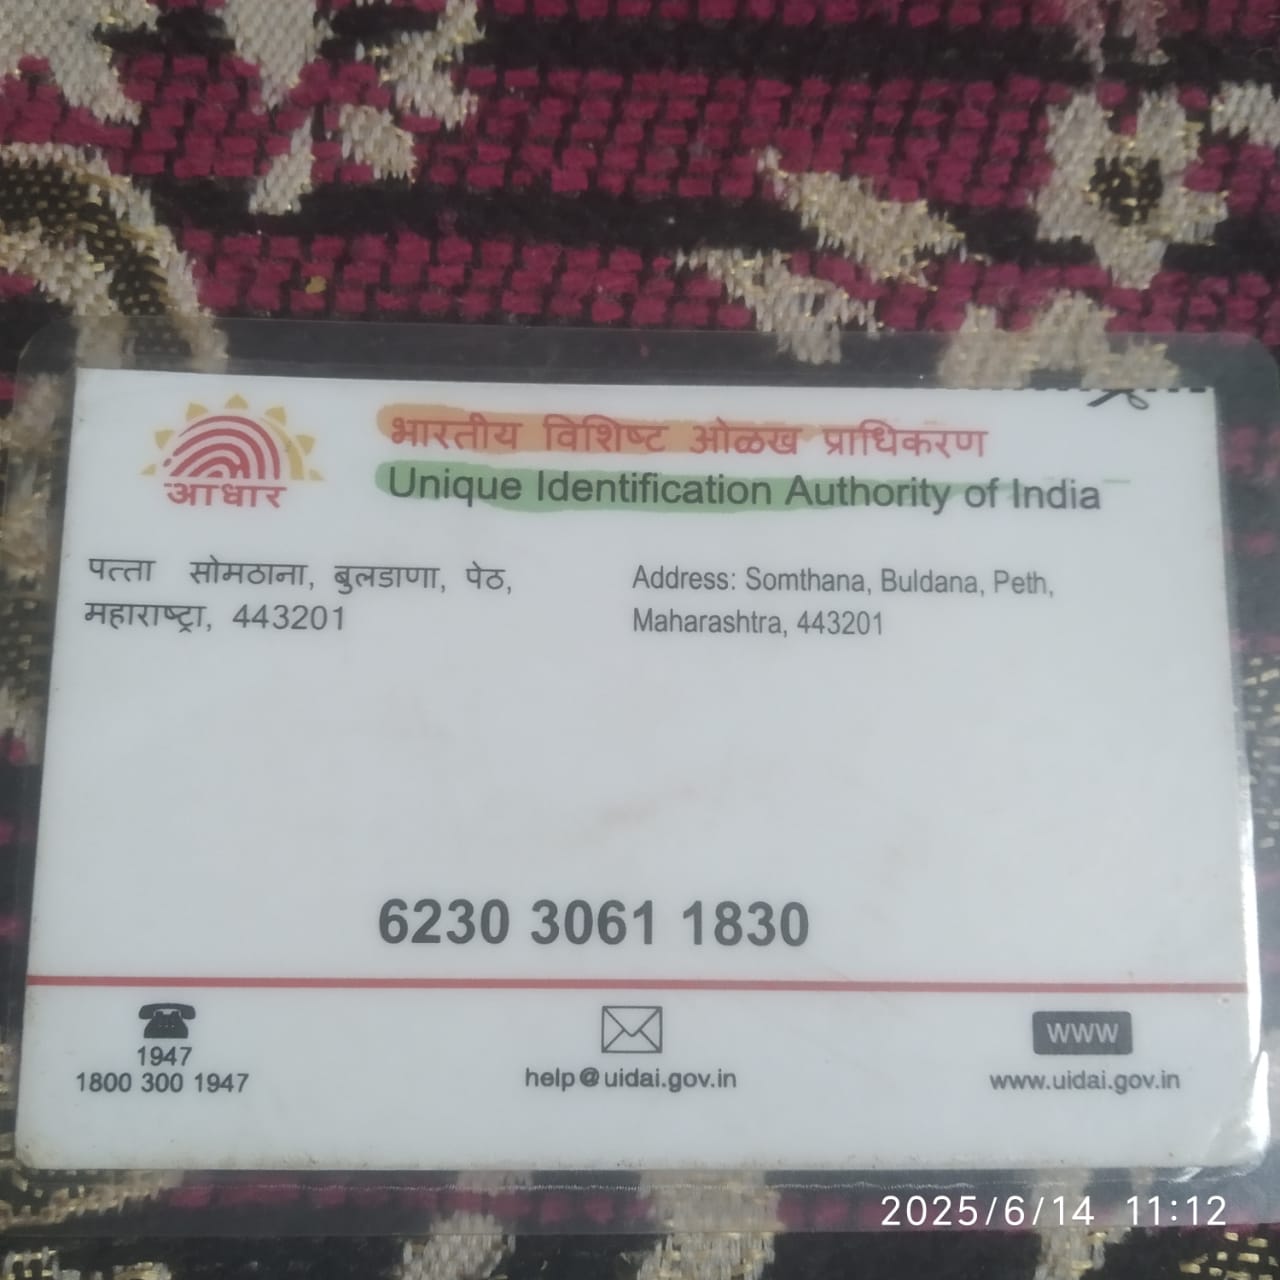 आधार
भारतीय विशिष्ट ओळख प्राधिकरण
Unique Identification Authority of India
पत्ता सोमठाना, बुलडाणा, पेठ,
महाराष्ट्रा, 443201
Address: Somthana, Buldana, Peth,
Maharashtra, 443201
6230 3061 1830
1947
1800 300 1947
help@uidai.gov.in
www
www.uidai.gov.in
2025/6/14 11:12